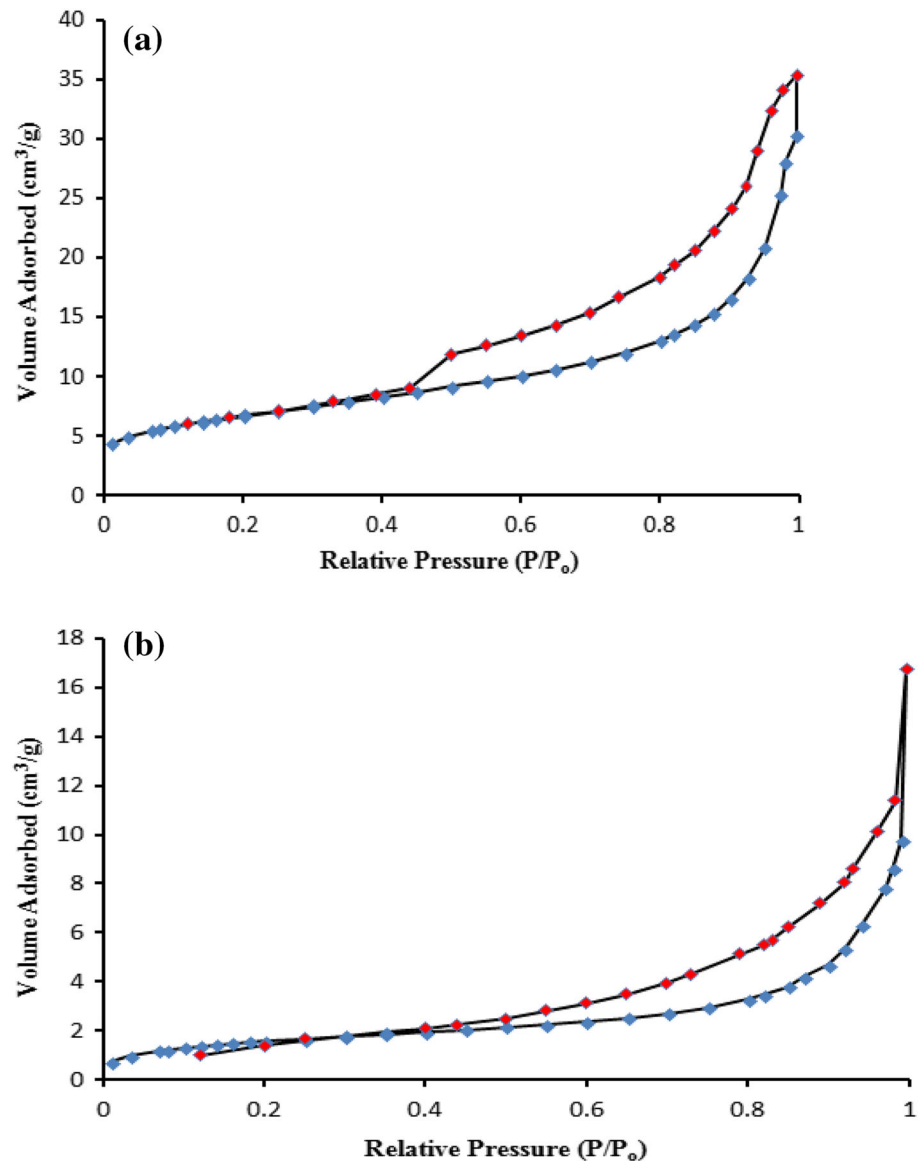 (a)
Volume Adsorbed (cm³/g)
40
35
30
25
20
15
10
5
0
0 0.2 0.4 0.6 0.8 1
Relative Pressure (P/Pₒ)
(b)
Volume Adsorbed (cm³/g)
18
16
14
12
10
8
6
4
2
0
0 0.2 0.4 0.6 0.8 1
Relative Pressure (P/Pₒ)